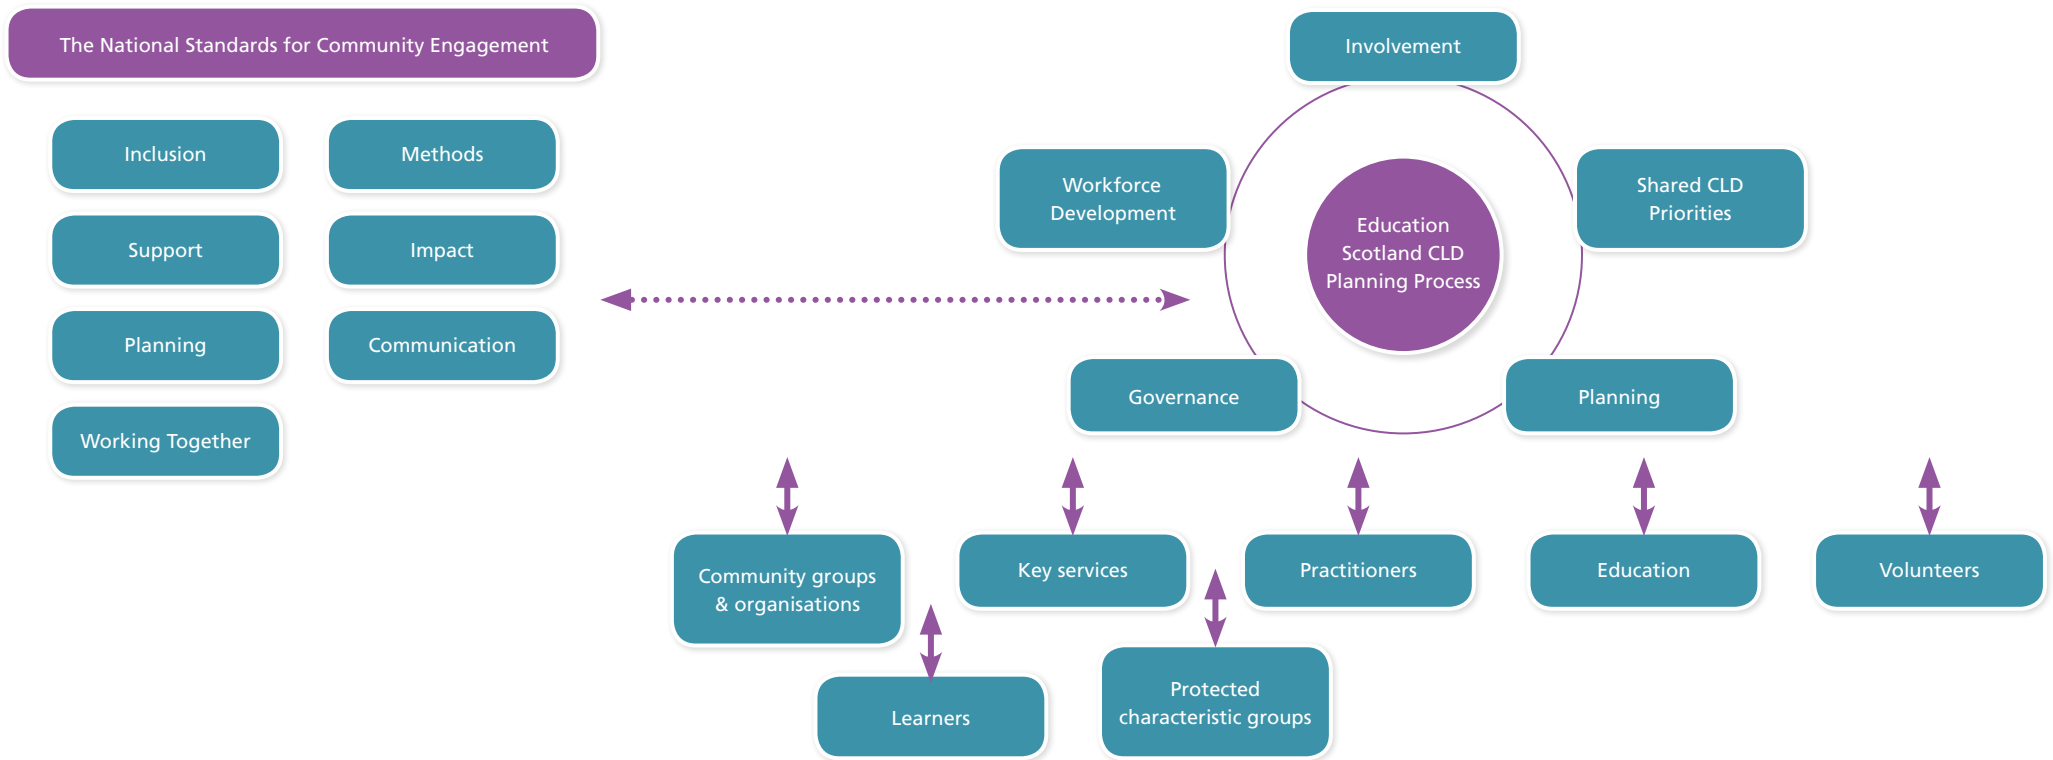 The National Standards for Community Engagement
Inclusion
Methods
Support
Impact
Planning
Communication
Working Together
Involvement
Workforce
Development
Shared CLD
Priorities
Education
Scotland CLD
Planning Process
Governance
Planning
Community groups
& organisations
Key services
Practitioners
Education
Volunteers
Learners
Protected
characteristic groups